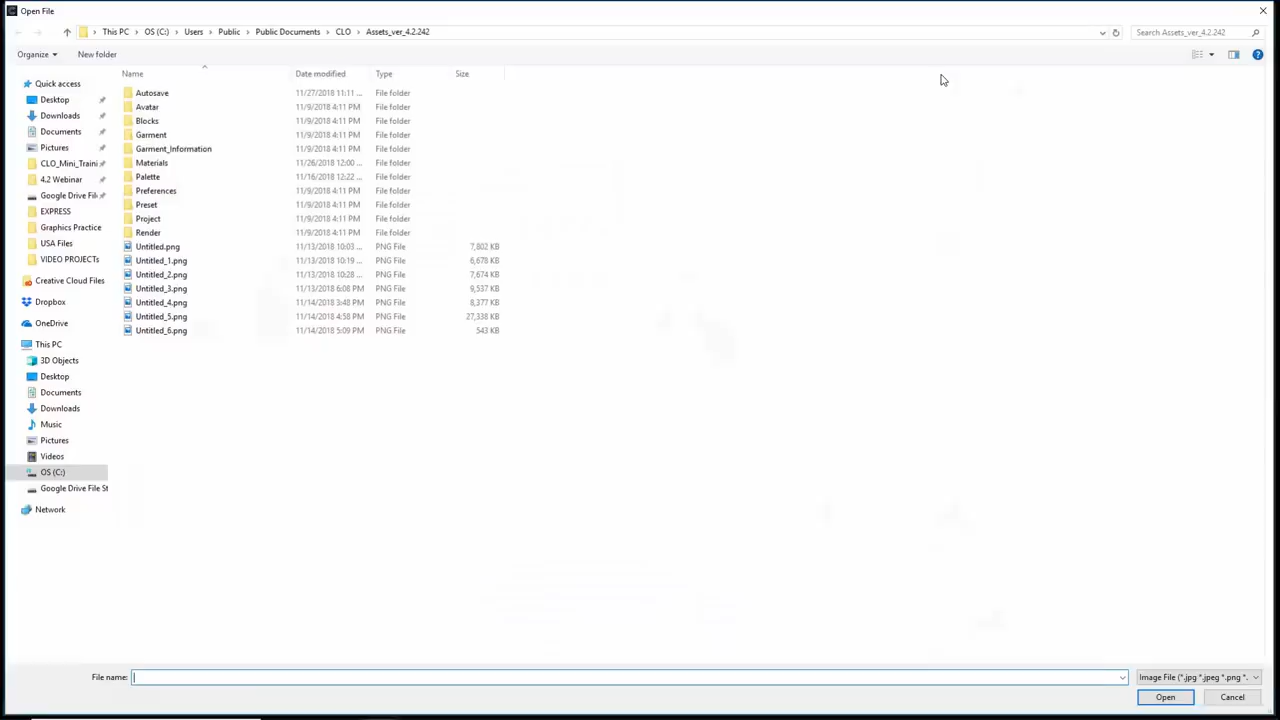 Open File
This PC > OS (C:) > Users > Public > Public Documents > CLO > Assets_ver_4.2.242
Search Assets_ver_4.2.242
Organize
New folder
Name Date modified Type Size
Quick access
Desktop
Downloads
Documents
Pictures
CLO_Mini_Traini
4.2 Webinar
Google Drive Fil
EXPRESS
Graphics Practice
USA Files
VIDEO PROJECTs
Creative Cloud Files
Dropbox
OneDrive
This PC
3D Objects
Desktop
Documents
Downloads
Music
Pictures
Videos
OS (C:)
Google Drive File St
Network
Autosave 11/27/2018 11:11 ... File folder
Avatar 11/9/2018 4:11 PM File folder
Blocks 11/9/2018 4:11 PM File folder
Garment 11/9/2018 4:11 PM File folder
Garment_Information 11/9/2018 4:11 PM File folder
Materials 11/26/2018 12:00 ... File folder
Palette 11/16/2018 12:22 ... File folder
Preferences 11/9/2018 4:11 PM File folder
Preset 11/9/2018 4:11 PM File folder
Project 11/9/2018 4:11 PM File folder
Render 11/9/2018 4:11 PM File folder
Untitled.png 11/13/2018 10:03 ... PNG File 7,802 KB
Untitled_1.png 11/13/2018 10:19 ... PNG File 6,678 KB
Untitled_2.png 11/13/2018 10:28 ... PNG File 7,674 KB
Untitled_3.png 11/13/2018 6:08 PM PNG File 9,537 KB
Untitled_4.png 11/14/2018 3:48 PM PNG File 8,377 KB
Untitled_5.png 11/14/2018 4:58 PM PNG File 27,338 KB
Untitled_6.png 11/14/2018 5:09 PM PNG File 543 KB
File name:
Image File (*.jpg *.jpeg *.png *.
Open
Cancel